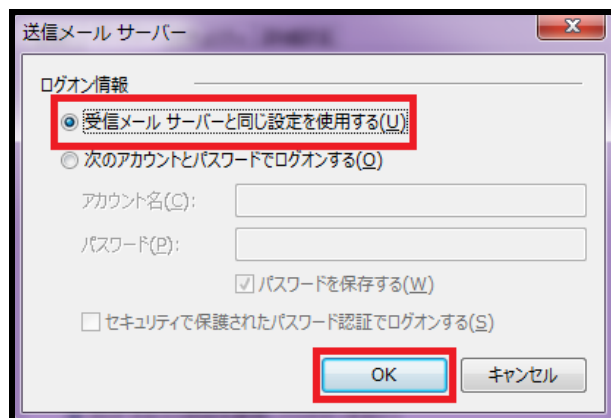 送信メール サーバー
ログオン情報
受信メール サーバーと同じ設定を使用する(U)
次のアカウントとパスワードでログオンする(O)
アカウント名(C):
パスワード(P):
パスワードを保存する(W)
セキュリティで保護されたパスワード認証でログオンする(S)
OK キャンセル